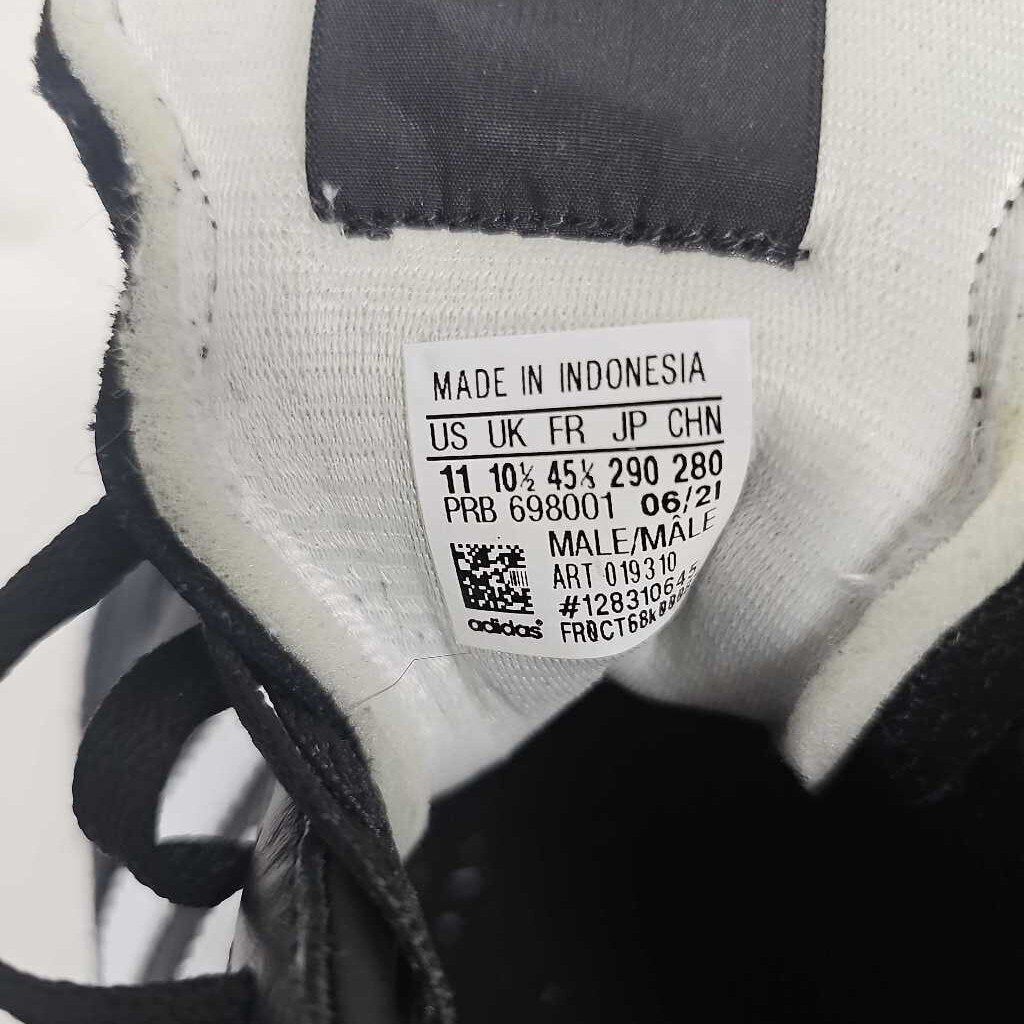 MADE IN INDONESIA
US UK FR JP CHN
11 10½ 45⅓ 290 280
PRB 698001 06/21
MALE/MÂLE
ART 019310
#128310645
adidas